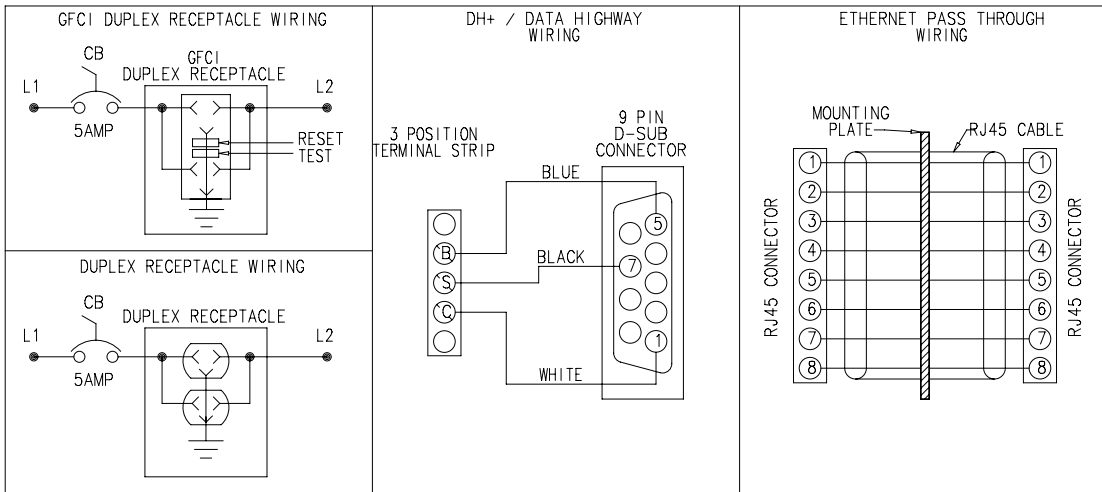 GFCI DUPLEX RECEPTACLE WIRING
CB
GFCI
DUPLEX RECEPTACLE
L1
L2
5AMP
RESET
TEST
DUPLEX RECEPTACLE WIRING
CB
DUPLEX RECEPTACLE
L1
L2
5AMP
DH+ / DATA HIGHWAY
WIRING
3 POSITION
TERMINAL STRIP
9 PIN
D-SUB
CONNECTOR
BLUE
5
B
BLACK
7
S
C
1
WHITE
ETHERNET PASS THROUGH
WIRING
MOUNTING
PLATE
RJ45 CABLE
RJ45 CONNECTOR
1
2
3
4
5
6
7
8
1
2
3
4
5
6
7
8
RJ45 CONNECTOR